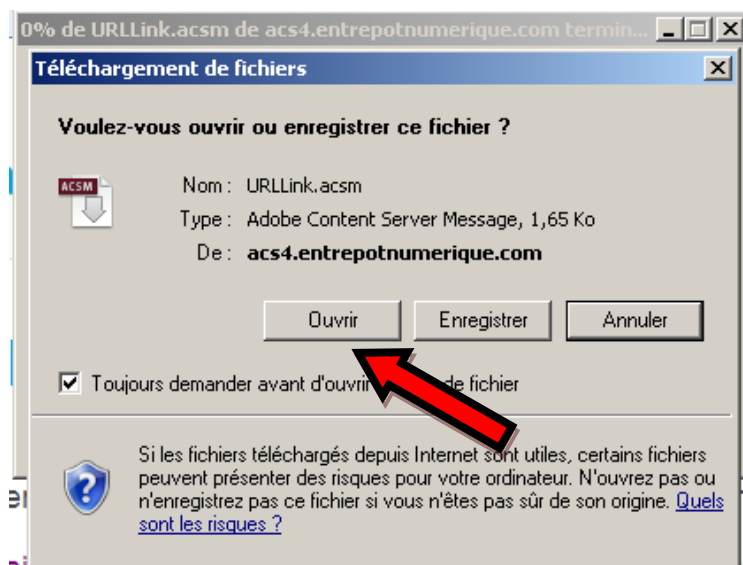 0% de URLLink.acsm de acs4.entrepotnumerique.com termin...
Téléchargement de fichiers
Voulez-vous ouvrir ou enregistrer ce fichier ?
ACSM
Nom : URLLink.acsm
Type : Adobe Content Server Message, 1,65 Ko
De : acs4.entrepotnumerique.com
Ouvrir Enregistrer Annuler
Toujours demander avant d'ouvrir de fichier
Si les fichiers téléchargés depuis Internet sont utiles, certains fichiers
peuvent présenter des risques pour votre ordinateur. N'ouvrez pas ou
n'enregistrez pas ce fichier si vous n'êtes pas sûr de son origine. Quels
sont les risques ?